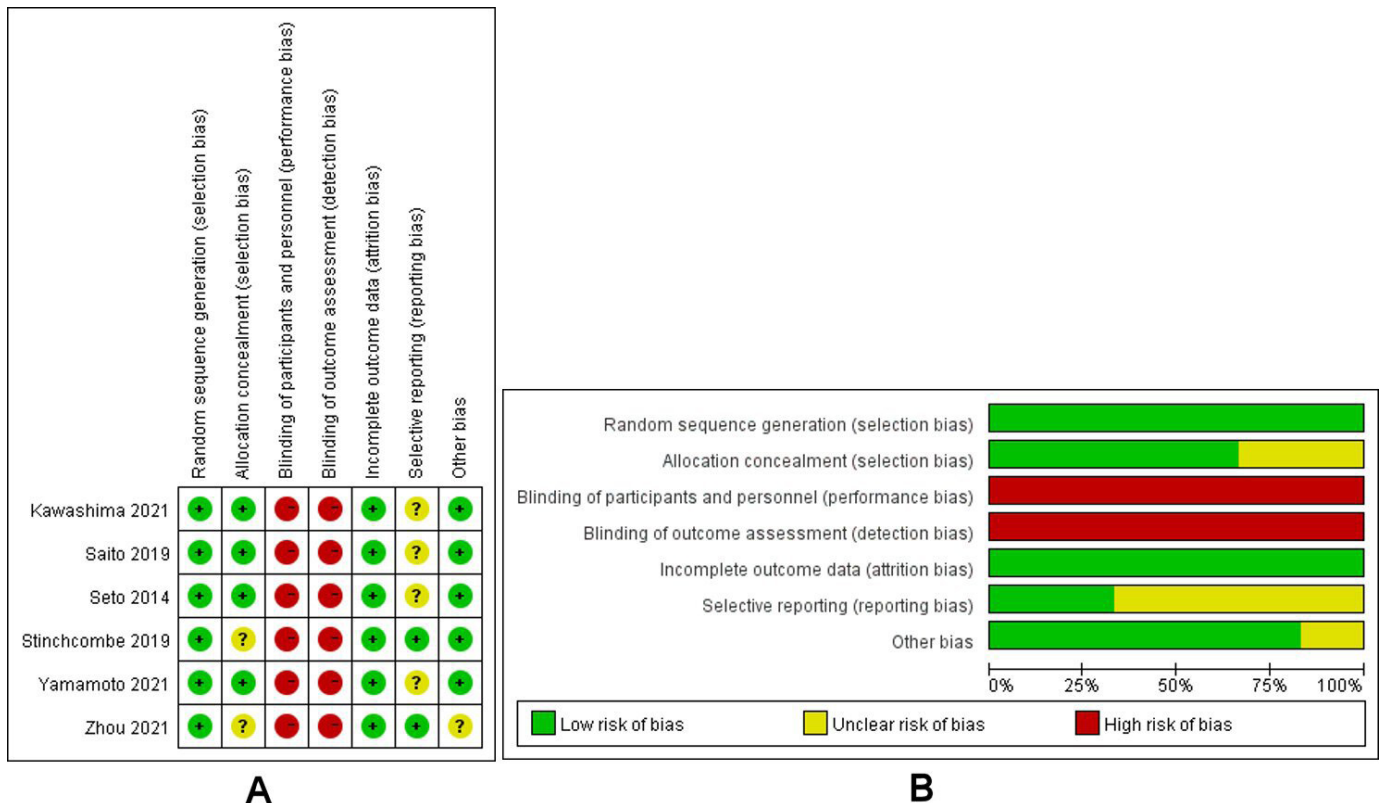 Random sequence generation (selection bias)
Allocation concealment (selection bias)
Blinding of participants and personnel (performance bias)
Blinding of outcome assessment (detection bias)
Incomplete outcome data (attrition bias)
Selective reporting (reporting bias)
Other bias
Kawashima 2021 + + - - + ? +
Saito 2019 + + - - + ? +
Seto 2014 + + - - + ? +
Stinchcombe 2019 + ? - - + + +
Yamamoto 2021 + + - - + ? +
Zhou 2021 + ? - - + + ?
A
Random sequence generation (selection bias)
Allocation concealment (selection bias)
Blinding of participants and personnel (performance bias)
Blinding of outcome assessment (detection bias)
Incomplete outcome data (attrition bias)
Selective reporting (reporting bias)
Other bias
0% 25% 50% 75% 100%
Low risk of bias Unclear risk of bias High risk of bias
B